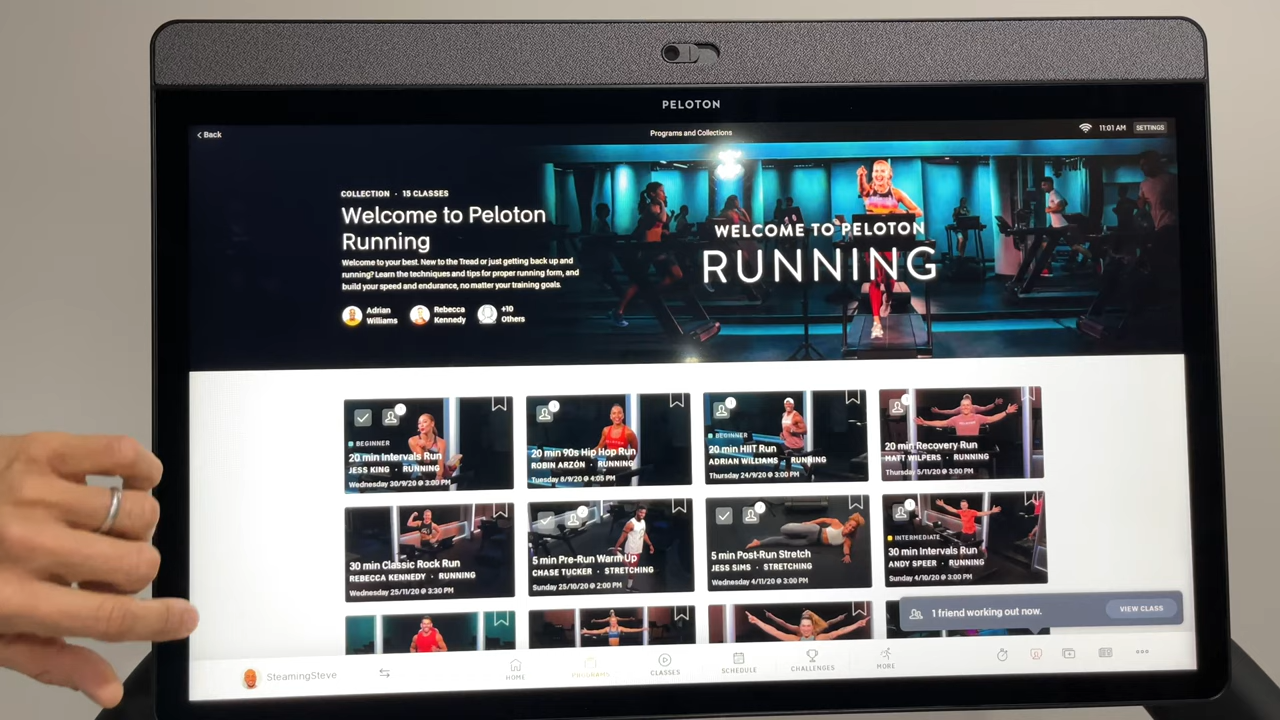 PELOTON
< Back
Programs and Collections
11:01 AM
SETTINGS
COLLECTION · 15 CLASSES
Welcome to Peloton
Running
Welcome to your best. New to the Tread or just getting back up and
running? Learn the techniques and tips for proper running form, and
build your speed and endurance, no matter your training goals.
Adrian
Williams
Rebecca
Kennedy
+10
Others
WELCOME TO PELOTON
RUNNING
BEGINNER
20 min Intervals Run
JESS KING · RUNNING
Wednesday 30/9/20 @ 3:00 PM
20 min 90s Hip Hop Run
ROBIN ARZÓN · RUNNING
Tuesday 8/9/20 @ 4:05 PM
BEGINNER
20 min HIIT Run
ADRIAN WILLIAMS · RUNNING
Thursday 24/9/20 @ 3:00 PM
20 min Recovery Run
MATT WILPERS · RUNNING
Thursday 5/11/20 @ 3:00 PM
30 min Classic Rock Run
REBECCA KENNEDY · RUNNING
Wednesday 25/11/20 @ 3:30 PM
5 min Pre-Run Warm Up
CHASE TUCKER · STRETCHING
Sunday 25/10/20 @ 2:00 PM
5 min Post-Run Stretch
JESS SIMS · STRETCHING
Wednesday 4/11/20 @ 3:00 PM
INTERMEDIATE
30 min Intervals Run
ANDY SPEER · RUNNING
Sunday 4/10/20 @ 3:00 PM
1 friend working out now.
VIEW CLASS
SteamingSteve
HOME
PROGRAMS
CLASSES
SCHEDULE
CHALLENGES
MORE